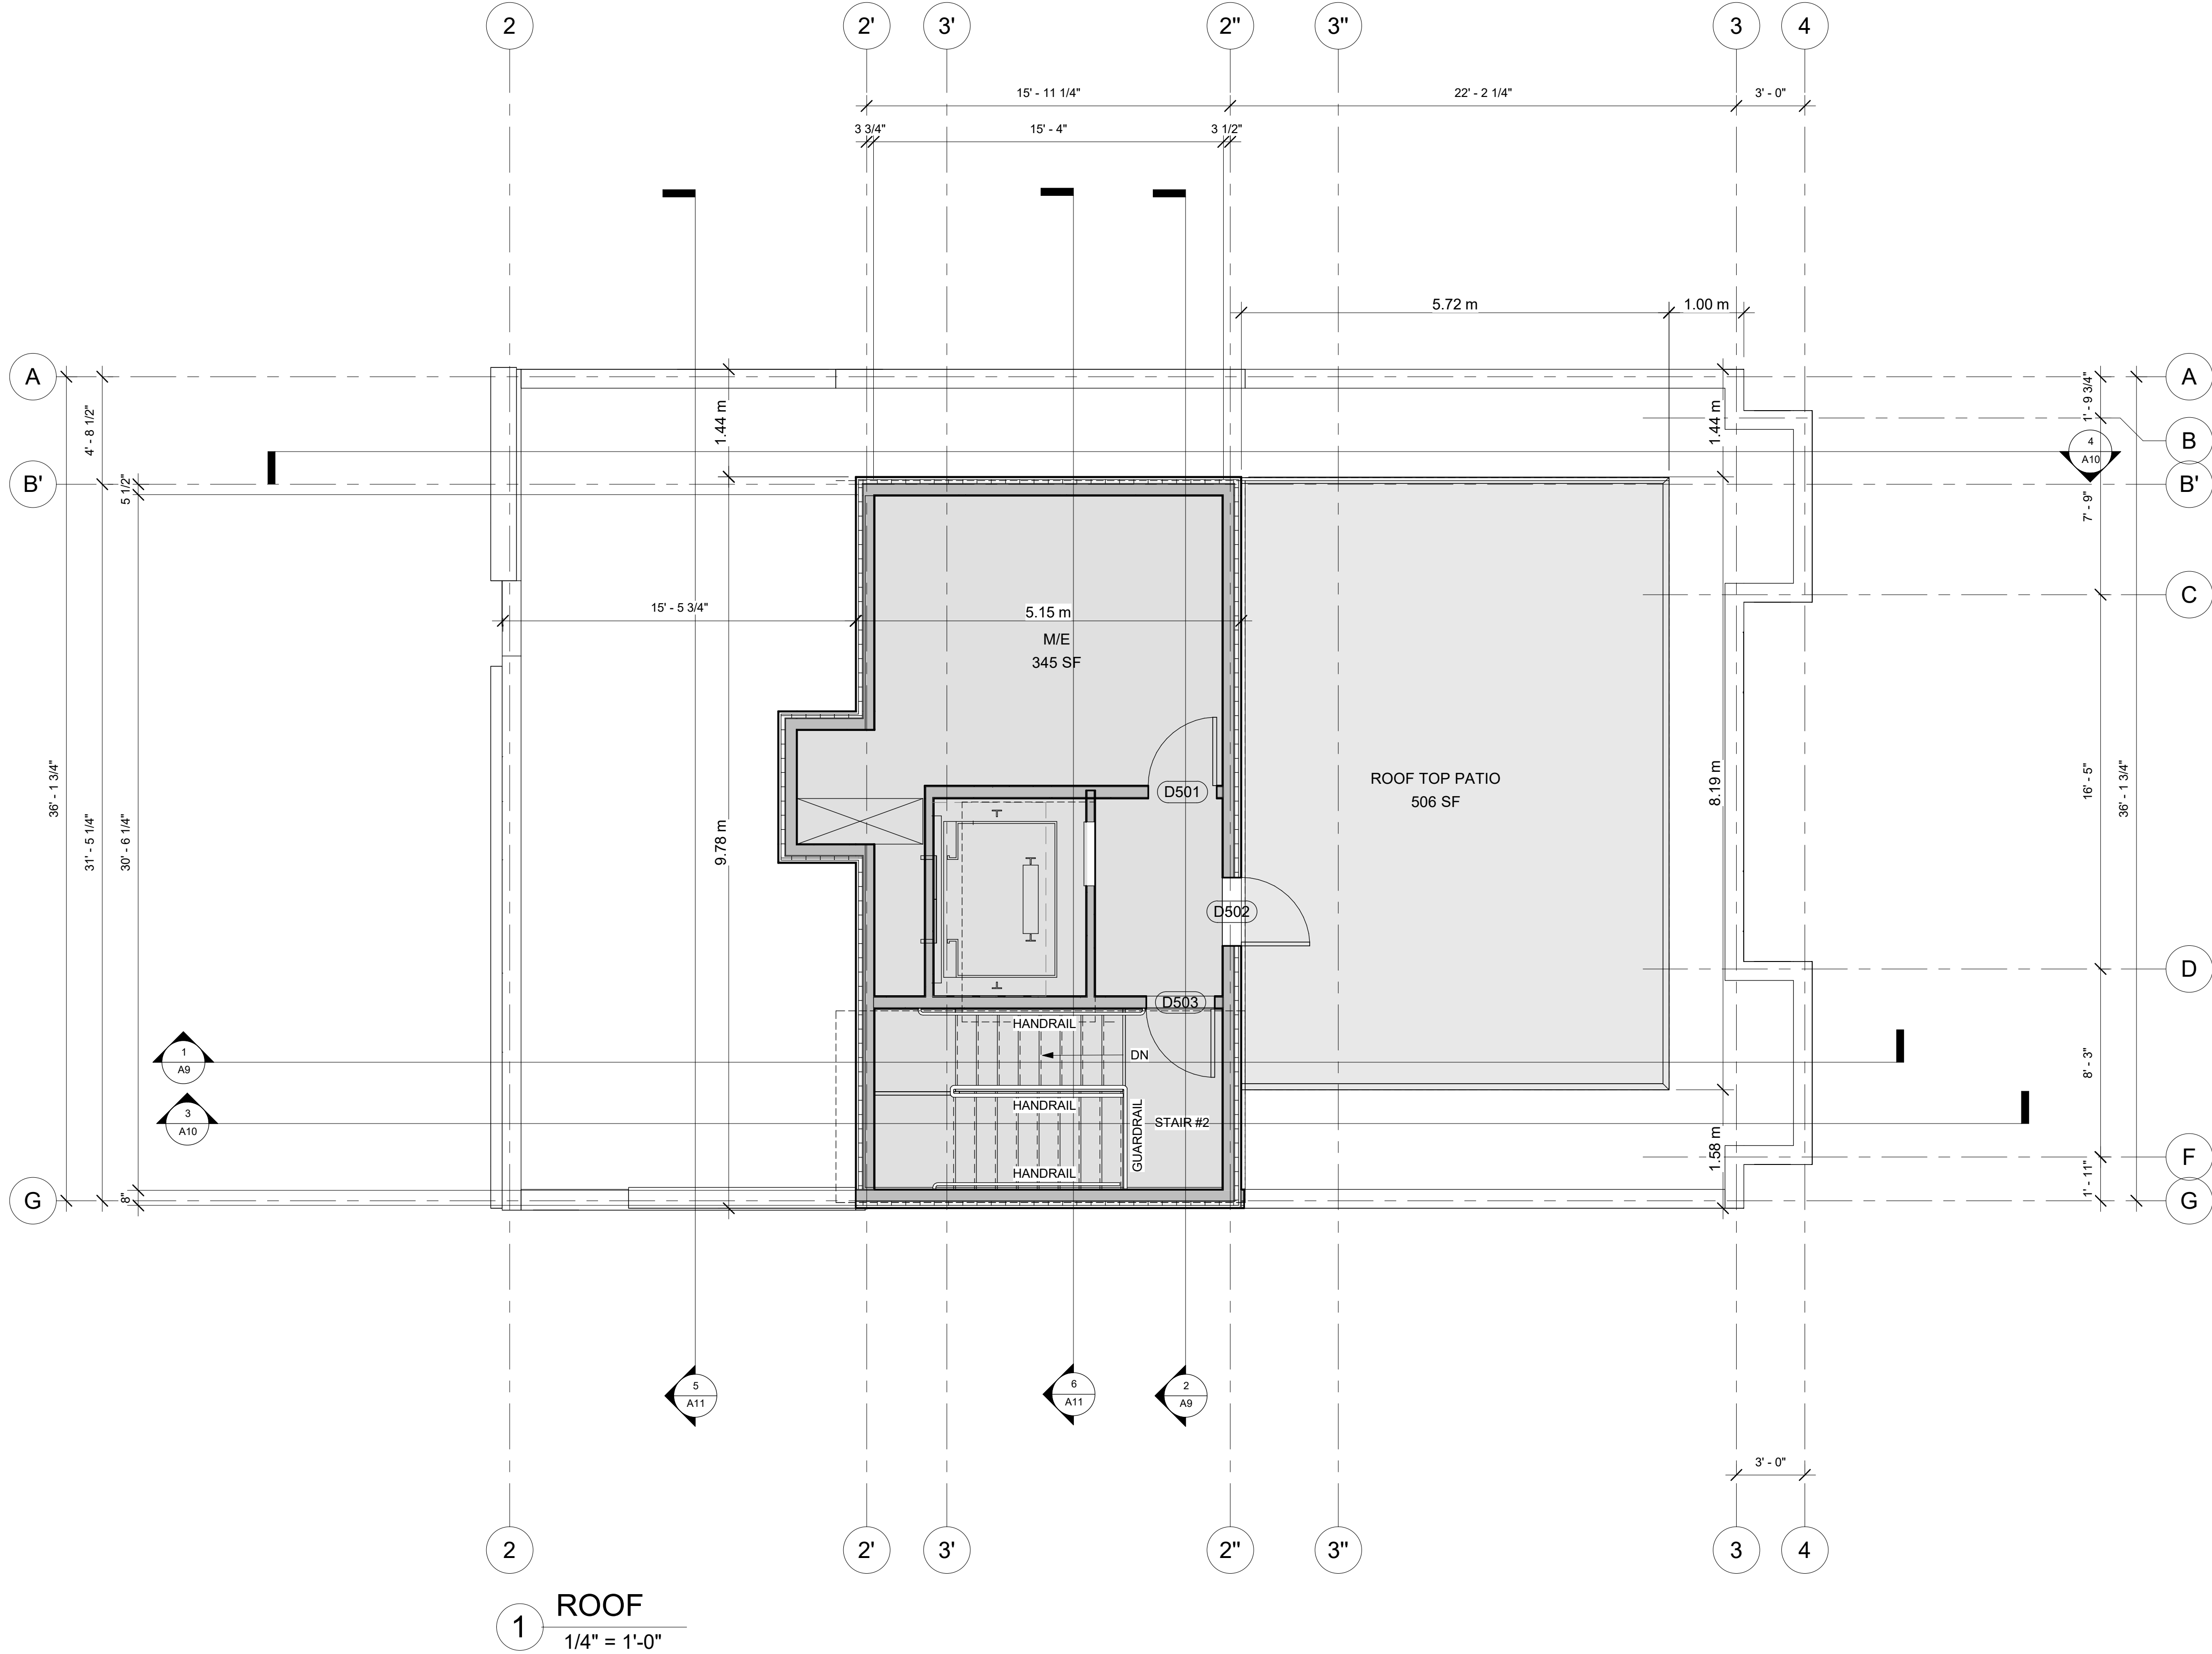 2 2' 3' 2" 3" 3 4
15' - 11 1/4" 22' - 2 1/4" 3' - 0"
3 3/4" 15' - 4" 3 1/2"
5.72 m 1.00 m
A A
4' - 8 1/2" 1.44 m 1.44 m 1' - 9 3/4"
B
4
A10
B' B'
5 1/2" 7' - 9"
C
15' - 5 3/4" 5.15 m
M/E
345 SF
36' - 1 3/4" 31' - 5 1/4" 30' - 6 1/4" 9.78 m
D501
ROOF TOP PATIO
506 SF
8.19 m 16' - 5" 36' - 1 3/4"
D502
D
D503
HANDRAIL
1
A9
DN
8' - 3"
HANDRAIL
3
A10
GUARDRAIL
STAIR #2
1.58 m
F
HANDRAIL
1' - 11"
G 8" G
5
A11
6
A11
2
A9
3' - 0"
2 2' 3' 2" 3" 3 4
1 ROOF
1/4" = 1'-0"